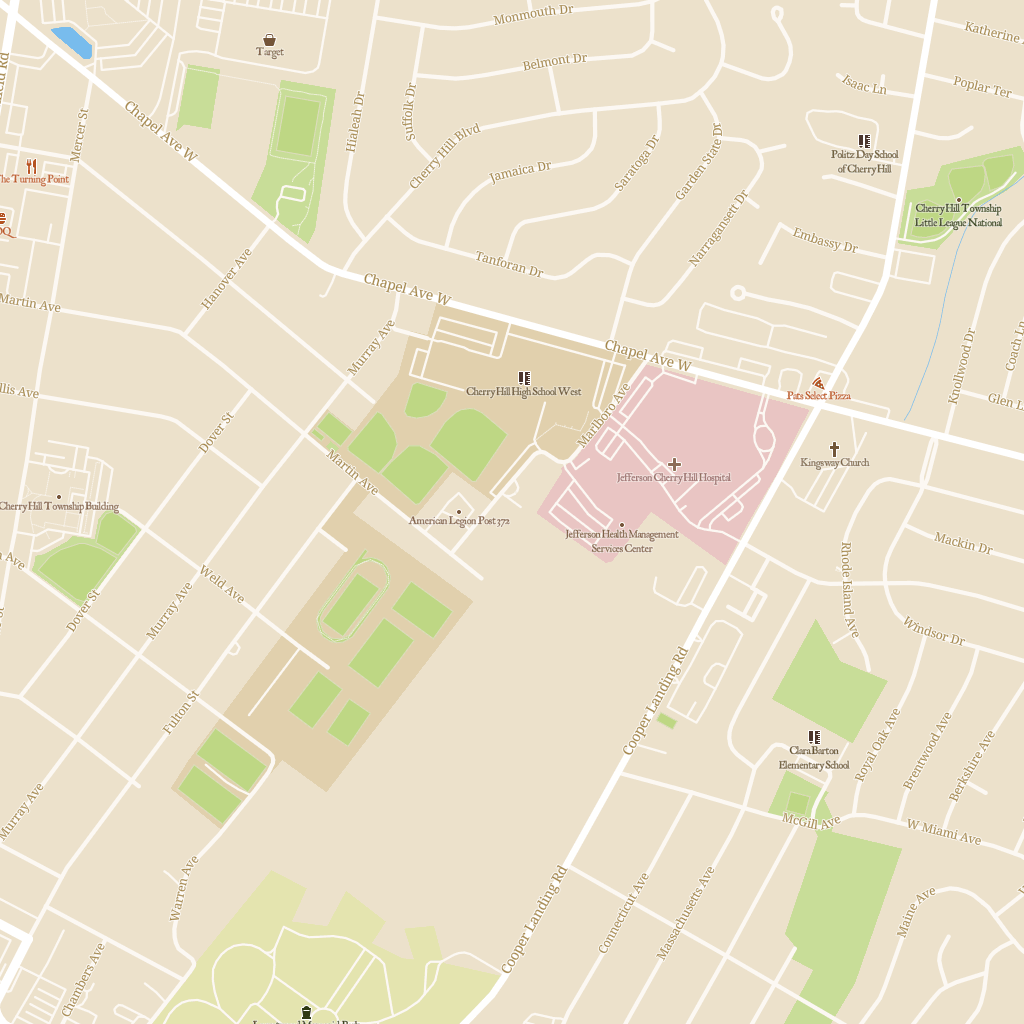 Monmouth Dr
Katherine
Target
Belmont Dr
Isaac Ln
Poplar Ter
Mercer St
Chapel Ave W
Hialeah Dr
Suffolk Dr
Cherry Hill Blvd
Jamaica Dr
Saratoga Dr
Garden State Dr
Politz Day School
of Cherry Hill
The Turning Point
Cherry Hill Township
Little League National
Narragansett Dr
Embassy Dr
Tanforan Dr
Hanover Ave
Martin Ave
Chapel Ave W
Murray Ave
Chapel Ave W
Knollwood Dr
Coach Ln
Cherry Hill High School West
Pats Select Pizza
Marlboro Ave
Glen L
Dover St
Kingsway Church
Martin Ave
Jefferson Cherry Hill Hospital
Cherry Hill Township Building
American Legion Post 372
Jefferson Health Management
Services Center
Mackin Dr
Rhode Island Ave
Weld Ave
Dover St
Murray Ave
Windsor Dr
Fulton St
Cooper Landing Rd
Clara Barton
Elementary School
Royal Oak Ave
Brentwood Ave
Berkshire Ave
McGill Ave
W Miami Ave
Murray Ave
Warren Ave
Cooper Landing Rd
Connecticut Ave
Massachusetts Ave
Maine Ave
Chambers Ave